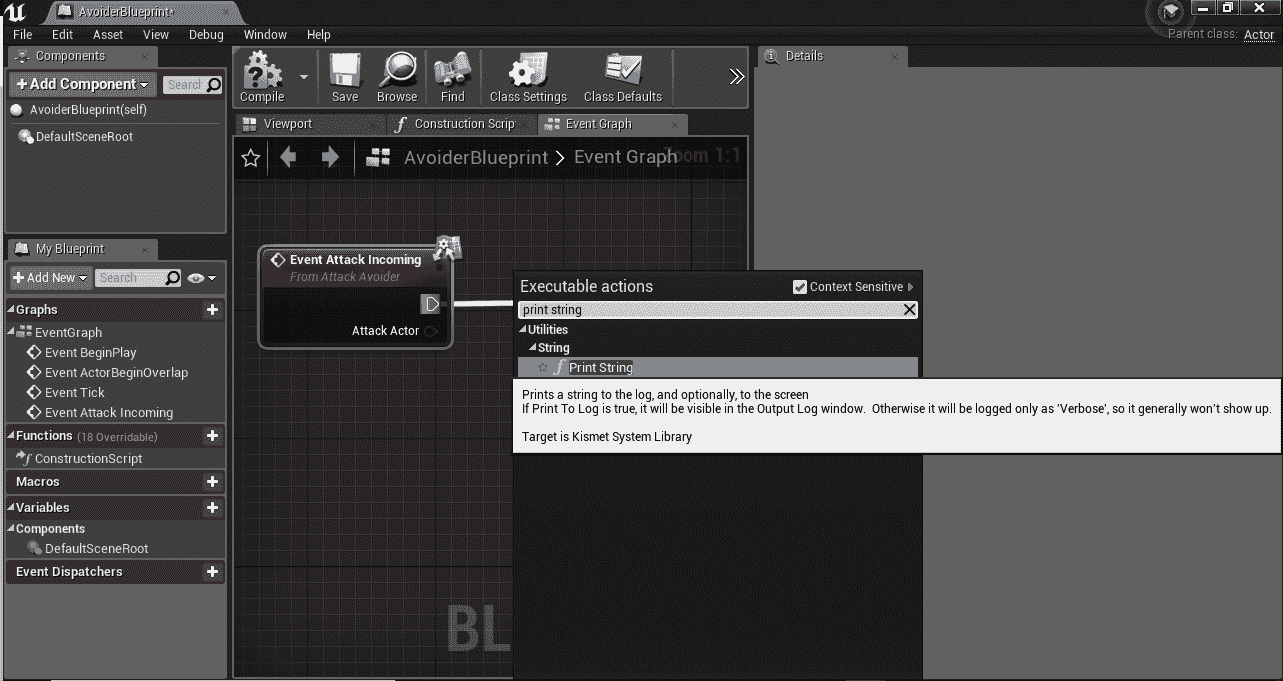 AvoiderBlueprint*
File Edit Asset View Debug Window Help
Parent class: Actor
Components
+Add Component
Search
AvoiderBlueprint(self)
DefaultSceneRoot
Compile
Save
Browse
Find
Class Settings
Class Defaults
Details
Viewport
Construction Scrip
Event Graph
AvoiderBlueprint > Event Graph
Zoom 1:1
My Blueprint
+Add New
Search
Graphs
EventGraph
Event BeginPlay
Event ActorBeginOverlap
Event Tick
Event Attack Incoming
Functions (18 Overridable)
ConstructionScript
Macros
Variables
Components
DefaultSceneRoot
Event Dispatchers
Event Attack Incoming
From Attack Avoider
Attack Actor
Executable actions
Context Sensitive
print string
Utilities
String
Print String
Prints a string to the log, and optionally, to the screen
If Print To Log is true, it will be visible in the Output Log window.  Otherwise it will be logged only as 'Verbose', so it generally won't show up.
Target is Kismet System Library
BL